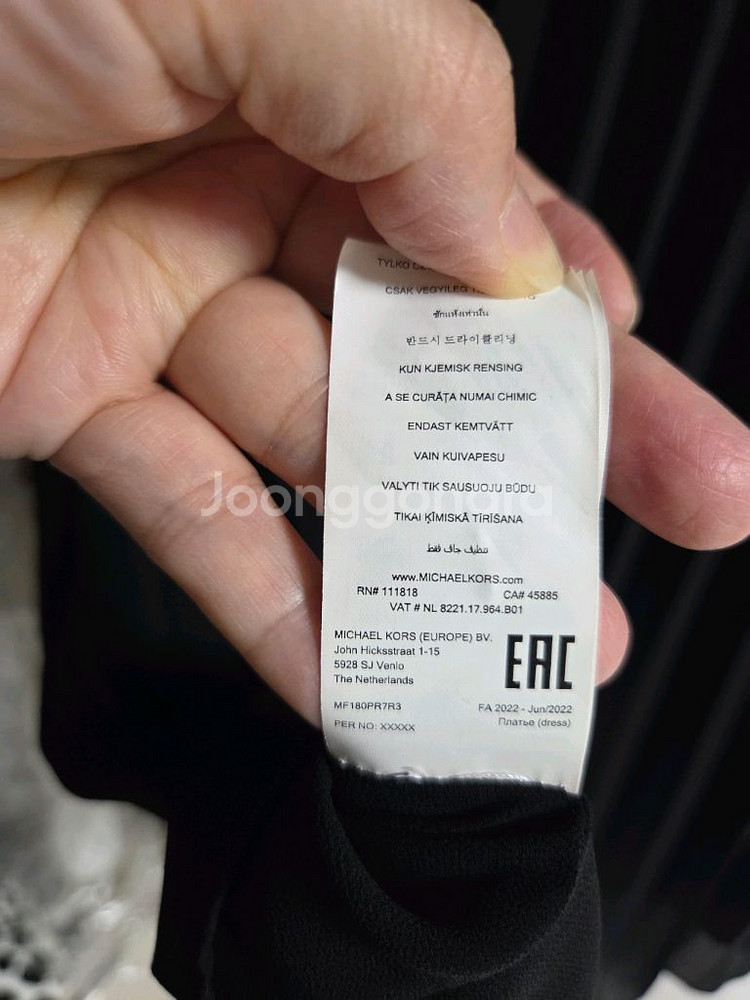 TYLKO
CSAK VEGYILEG
ซักแห้งเท่านั้น
반드시 드라이클리닝
KUN KJEMISK RENSING
A SE CURĂȚA NUMAI CHIMIC
ENDAST KEMTVÄTT
VAIN KUIVAPESU
Joonggonara
VALYTI TIK SAUSUOJU BŪDU
TIKAI ĶĪMISKĀ TĪRĪŠANA
تنظيف جاف فقط
www.MICHAELKORS.com
RN# 111818 CA# 45885
VAT # NL 8221.17.964.B01
MICHAEL KORS (EUROPE) BV.
John Hicksstraat 1-15
5928 SJ Venlo
The Netherlands
EAC
MF180PR7R3 FA 2022 - Jun/2022
PER NO: XXXXX Платье (dress)